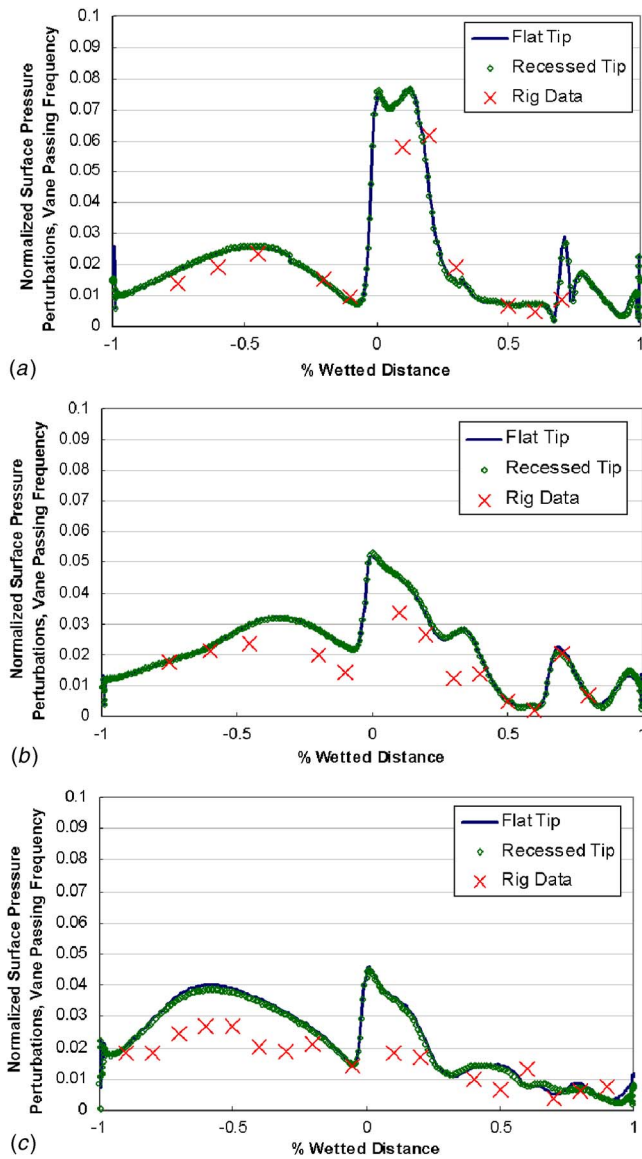 0.1
0.09
0.08
0.07
0.06
0.05
0.04
0.03
0.02
0.01
0
Normalized Surface Pressure
Perturbations, Vane Passing Frequency
Flat Tip
Recessed Tip
Rig Data
-1
-0.5
0
0.5
1
% Wetted Distance
(a)
0.1
0.09
0.08
0.07
0.06
0.05
0.04
0.03
0.02
0.01
0
Normalized Surface Pressure
Perturbations, Vane Passing Frequency
Flat Tip
Recessed Tip
Rig Data
-1
-0.5
0
0.5
1
% Wetted Distance
(b)
0.1
0.09
0.08
0.07
0.06
0.05
0.04
0.03
0.02
0.01
0
Normalized Surface Pressure
Perturbations, Vane Passing Frequency
Flat Tip
Recessed Tip
Rig Data
-1
-0.5
0
0.5
1
% Wetted Distance
(c)